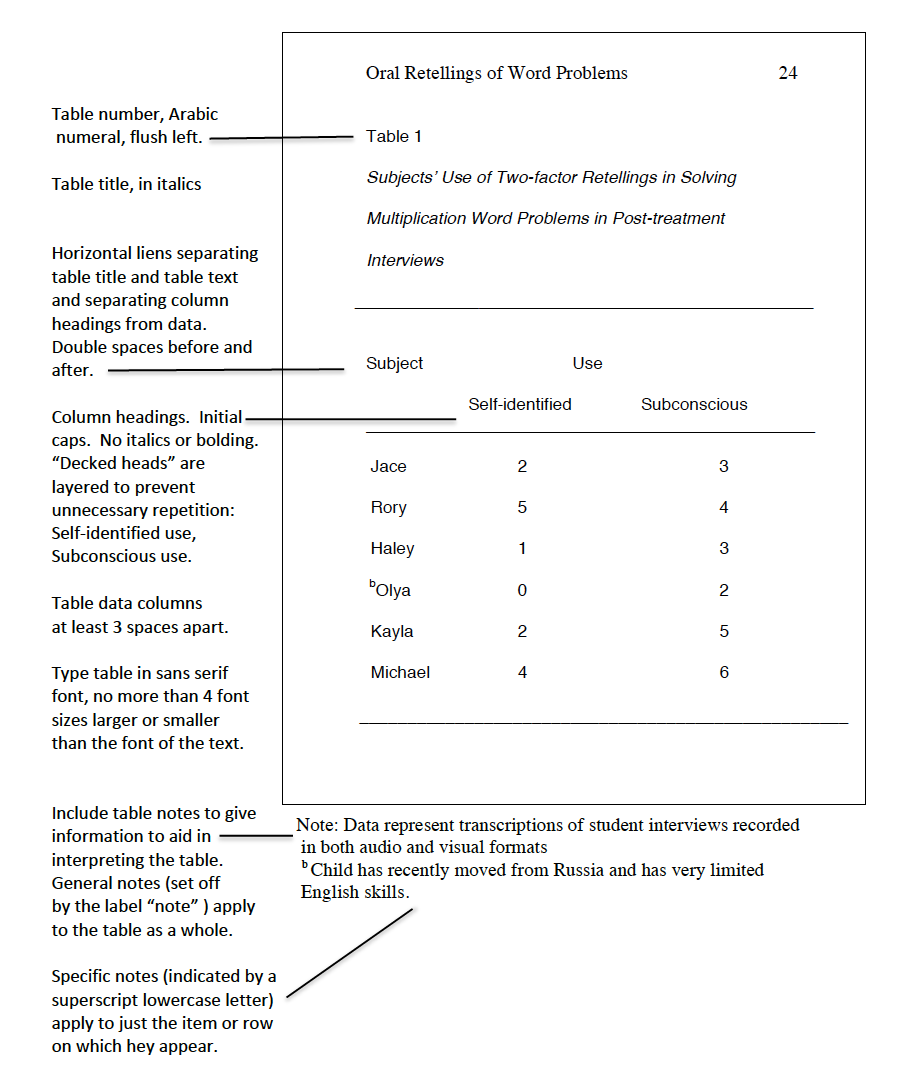 Oral Retellings of Word Problems 24
Table number, Arabic
numeral, flush left.
Table 1
Table title, in italics
Subjects’ Use of Two-factor Retellings in Solving
Multiplication Word Problems in Post-treatment
Interviews
Horizontal liens separating
table title and table text
and separating column
headings from data.
Double spaces before and
after.
Subject Use
Self-identified Subconscious
Column headings. Initial
caps. No italics or bolding.
“Decked heads” are
layered to prevent
unnecessary repetition:
Self-identified use,
Subconscious use.
Jace 2 3
Rory 5 4
Haley 1 3
ᵇOlya 0 2
Kayla 2 5
Michael 4 6
Table data columns
at least 3 spaces apart.
Type table in sans serif
font, no more than 4 font
sizes larger or smaller
than the font of the text.
Include table notes to give
information to aid in
interpreting the table.
General notes (set off
by the label “note” ) apply
to the table as a whole.
Note: Data represent transcriptions of student interviews recorded
in both audio and visual formats
ᵇ Child has recently moved from Russia and has very limited
English skills.
Specific notes (indicated by a
superscript lowercase letter)
apply to just the item or row
on which hey appear.